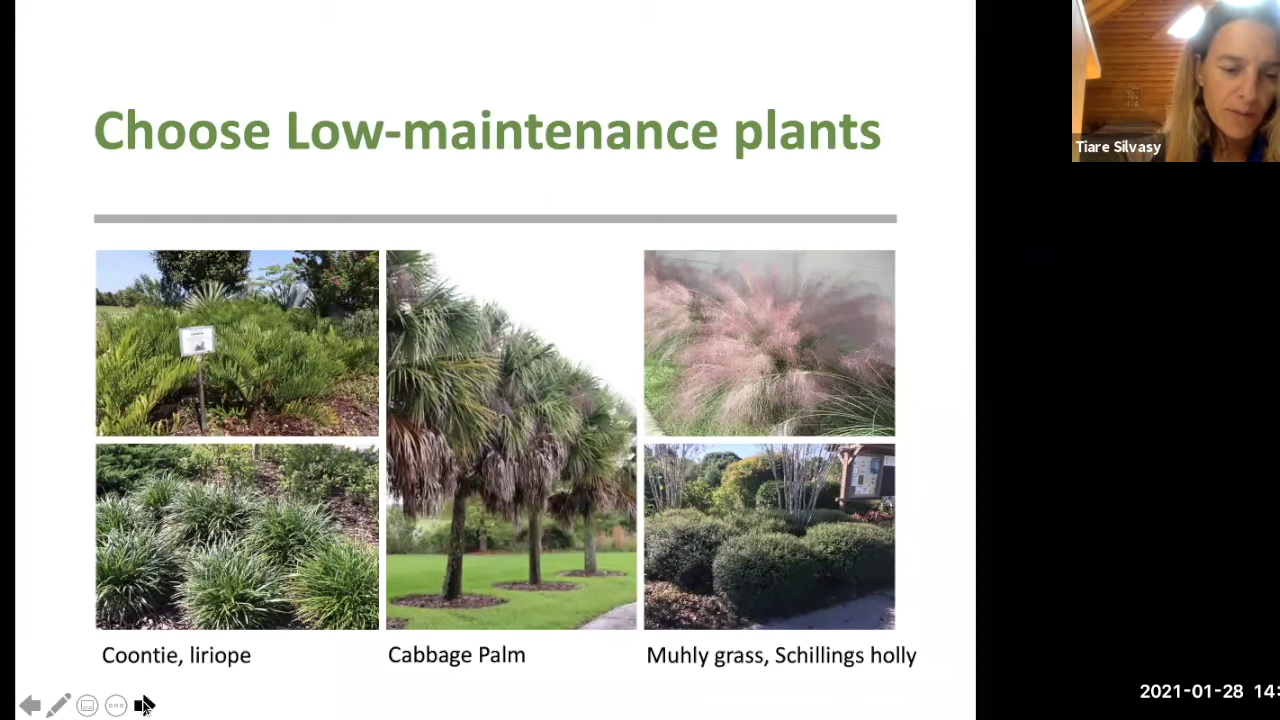 Choose Low-maintenance plants
Tiare Silvasy
Coontie, liriope
Cabbage Palm
Muhly grass, Schillings holly
2021-01-28 14: